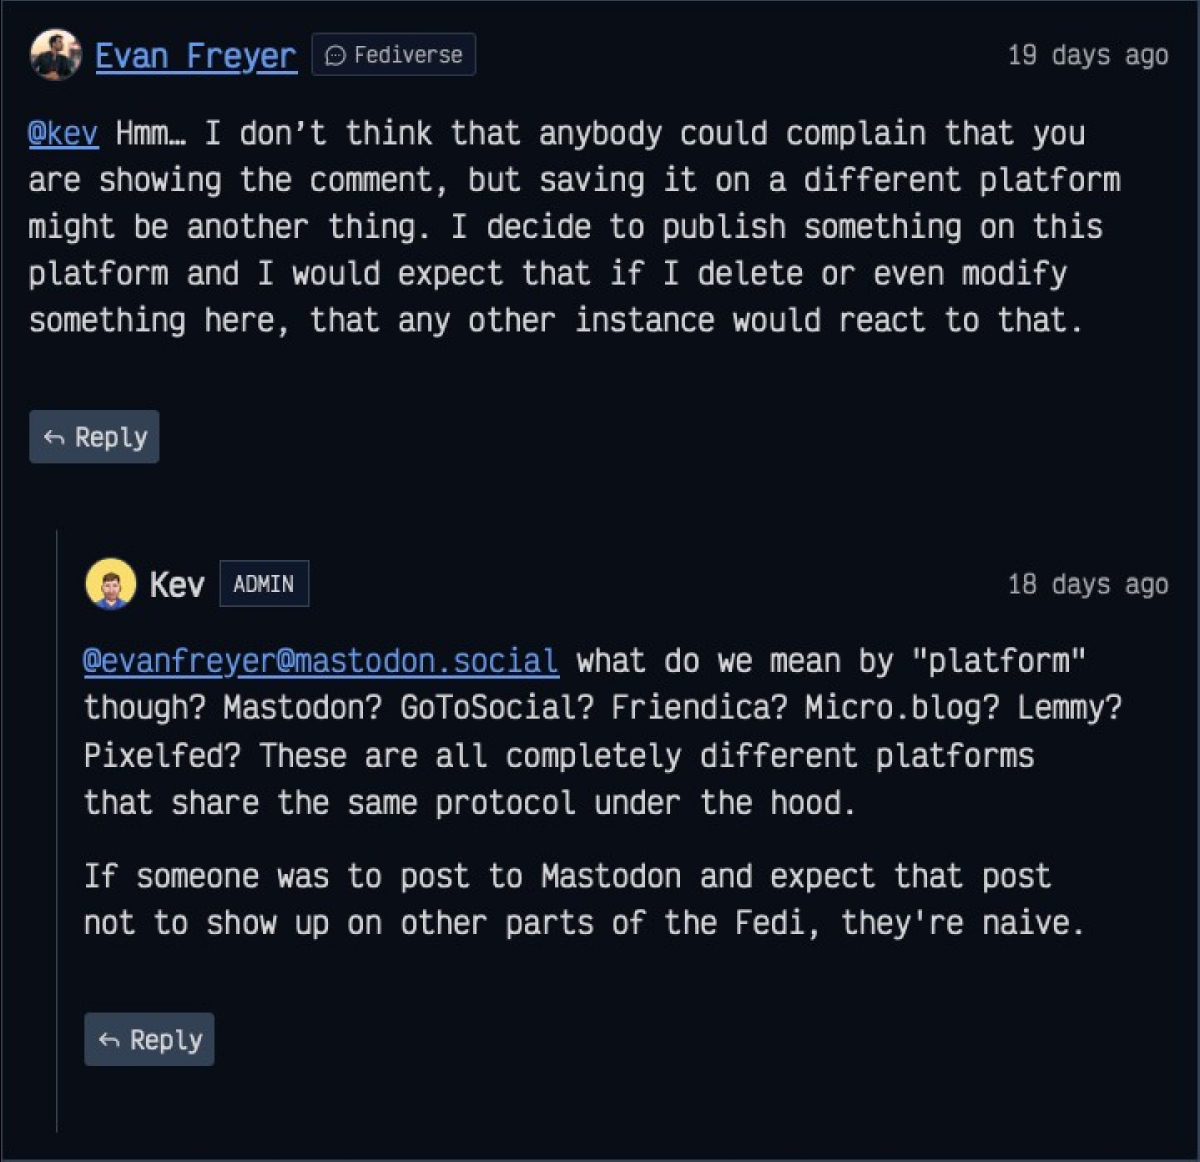 Evan Freyer Fediverse 19 days ago
@kev Hmm… I don’t think that anybody could complain that you
are showing the comment, but saving it on a different platform
might be another thing. I decide to publish something on this
platform and I would expect that if I delete or even modify
something here, that any other instance would react to that.
Reply
Kev ADMIN 18 days ago
@evanfreyer@mastodon.social what do we mean by "platform"
though? Mastodon? GoToSocial? Friendica? Micro.blog? Lemmy?
Pixelfed? These are all completely different platforms
that share the same protocol under the hood.
If someone was to post to Mastodon and expect that post
not to show up on other parts of the Fedi, they're naive.
Reply